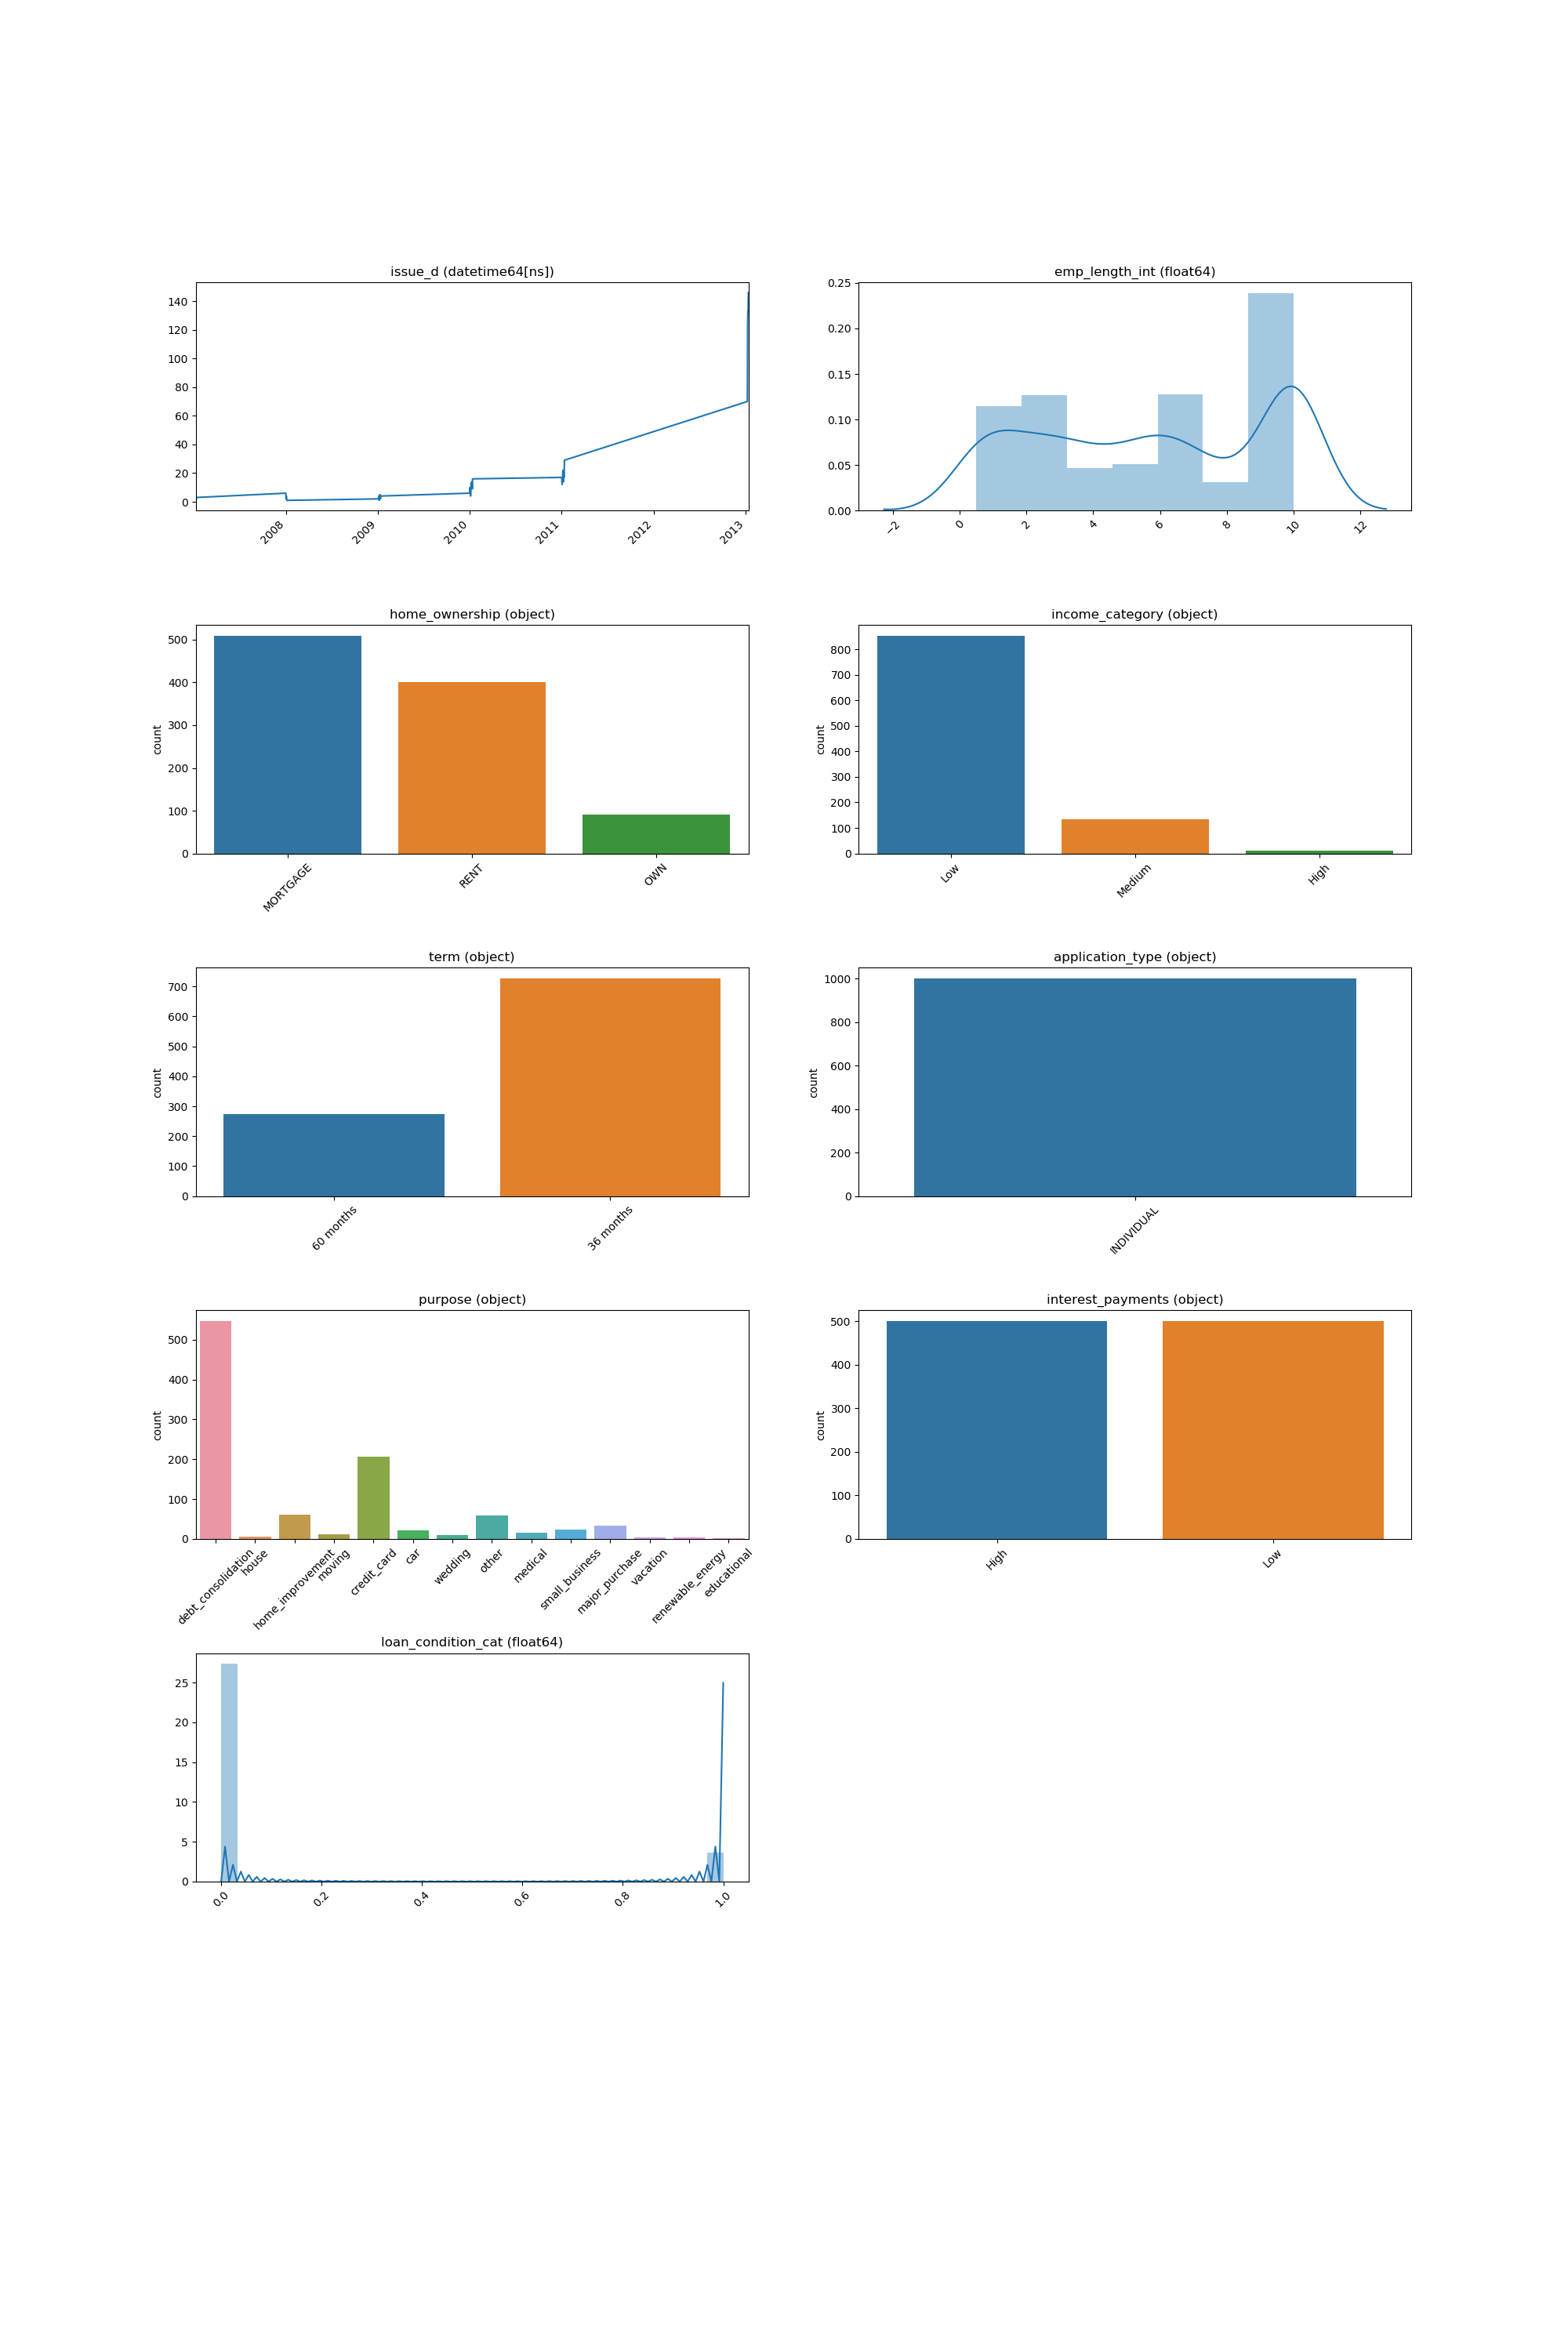 issue_d (datetime64[ns])
140
120
100
80
60
40
20
0
2008
2009
2010
2011
2012
2013
emp_length_int (float64)
0.25
0.20
0.15
0.10
0.05
0.00
−2
0
2
4
6
8
10
12
home_ownership (object)
count
500
400
300
200
100
0
MORTGAGE
RENT
OWN
income_category (object)
count
800
700
600
500
400
300
200
100
0
Low
Medium
High
term (object)
count
700
600
500
400
300
200
100
0
60 months
36 months
application_type (object)
count
1000
800
600
400
200
0
INDIVIDUAL
purpose (object)
count
500
400
300
200
100
0
debt_consolidation
house
home_improvement
moving
credit_card
car
wedding
other
medical
small_business
major_purchase
vacation
renewable_energy
educational
interest_payments (object)
count
500
400
300
200
100
0
High
Low
loan_condition_cat (float64)
25
20
15
10
5
0
0.0
0.2
0.4
0.6
0.8
1.0